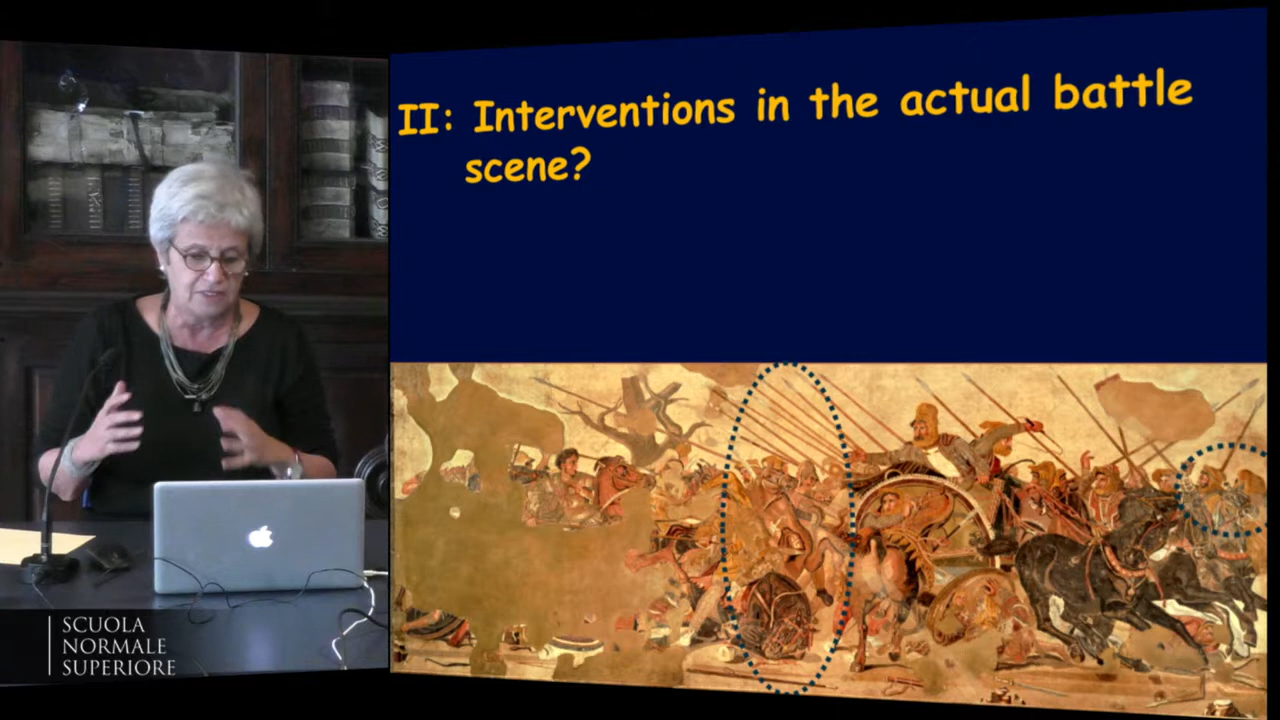 II: Interventions in the actual battle
scene?
SCUOLA
NORMALE
SUPERIORE